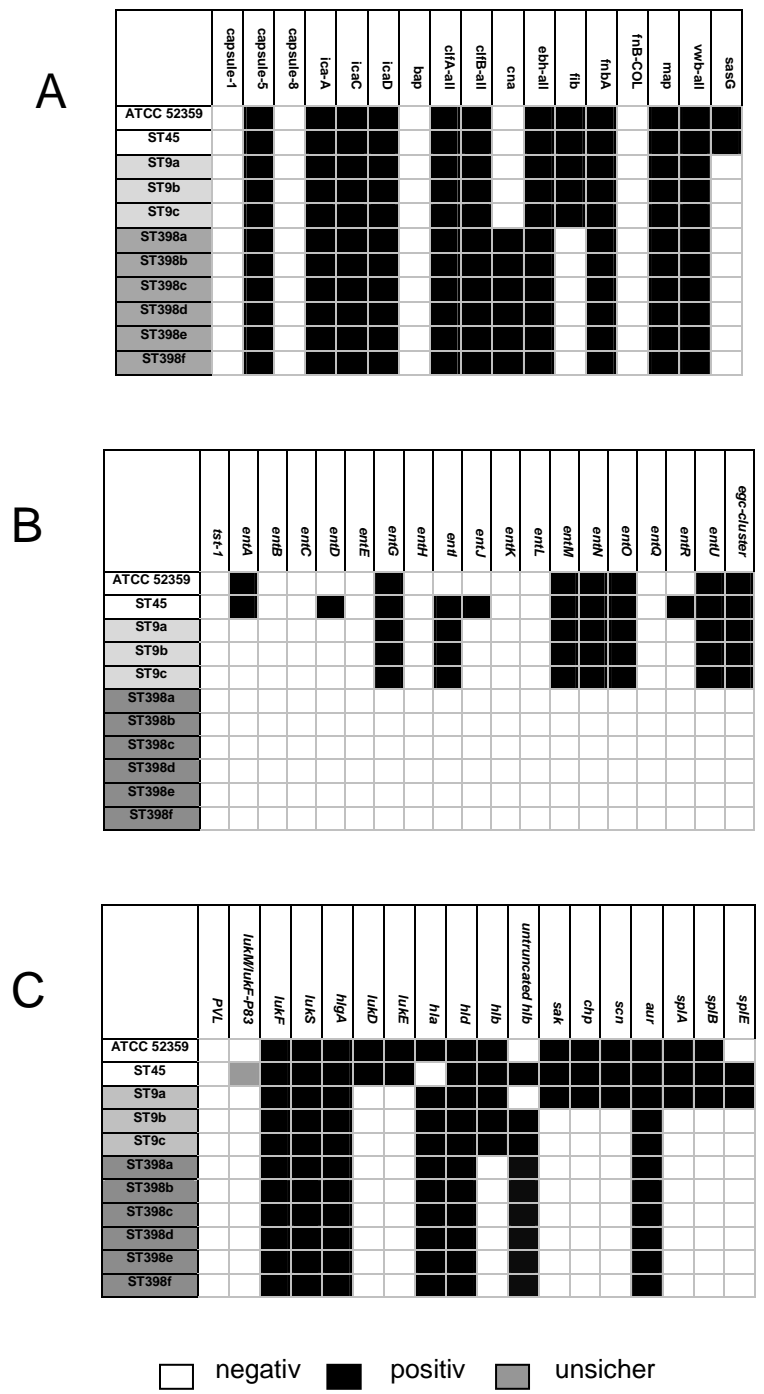 A
capsule-1 capsule-5 capsule-8 ica-A icaC icaD bap clfA-all clfB-all cna ebh-all fib fnbA fnB-COL map vwb-all sasG
ATCC 52359
ST45
ST9a
ST9b
ST9c
ST398a
ST398b
ST398c
ST398d
ST398e
ST398f
B
tst-1 entA entB entC entD entE entG entH entI entJ entK entL entM entN entO entQ entR entU egc-cluster
ATCC 52359
ST45
ST9a
ST9b
ST9c
ST398a
ST398b
ST398c
ST398d
ST398e
ST398f
C
PVL lukM/lukF-P83 lukF lukS hlgA lukD lukE hla hld hlb untruncated hlb sak chp scn aur splA splB splE
ATCC 52359
ST45
ST9a
ST9b
ST9c
ST398a
ST398b
ST398c
ST398d
ST398e
ST398f
negativ positiv unsicher